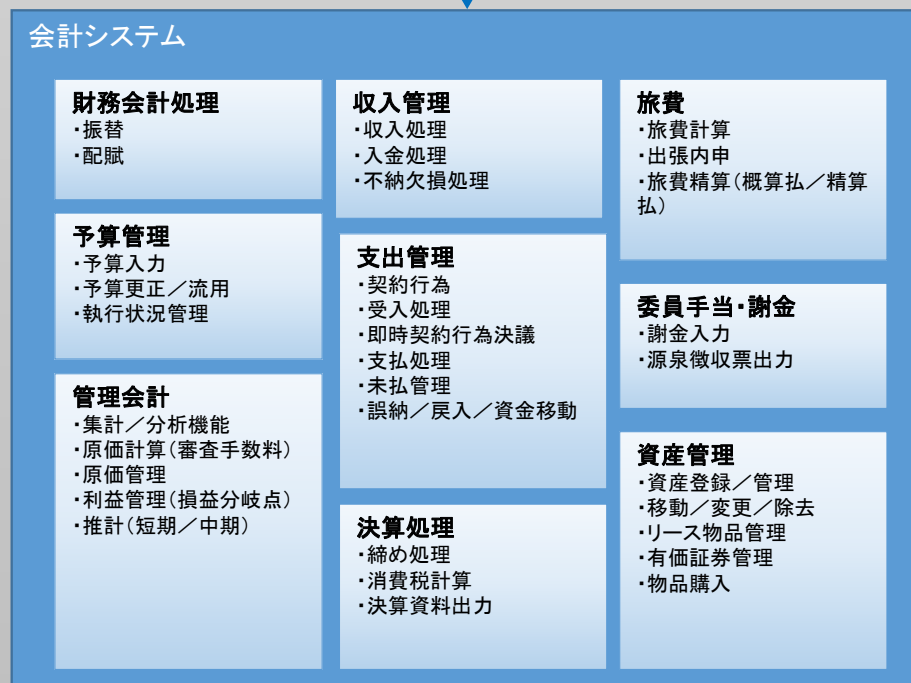 会計システム
財務会計処理
・振替
・配賦
予算管理
・予算入力
・予算更正／流用
・執行状況管理
管理会計
・集計／分析機能
・原価計算（審査手数料）
・原価管理
・利益管理（損益分岐点）
・推計（短期／中期）
収入管理
・収入処理
・入金処理
・不納欠損処理
支出管理
・契約行為
・受入処理
・即時契約行為決議
・支払処理
・未払管理
・誤納／戻入／資金移動
決算処理
・締め処理
・消費税計算
・決算資料出力
旅費
・旅費計算
・出張内申
・旅費精算（概算払／精算
払）
委員手当・謝金
・謝金入力
・源泉徴収票出力
資産管理
・資産登録／管理
・移動／変更／除去
・リース物品管理
・有価証券管理
・物品購入